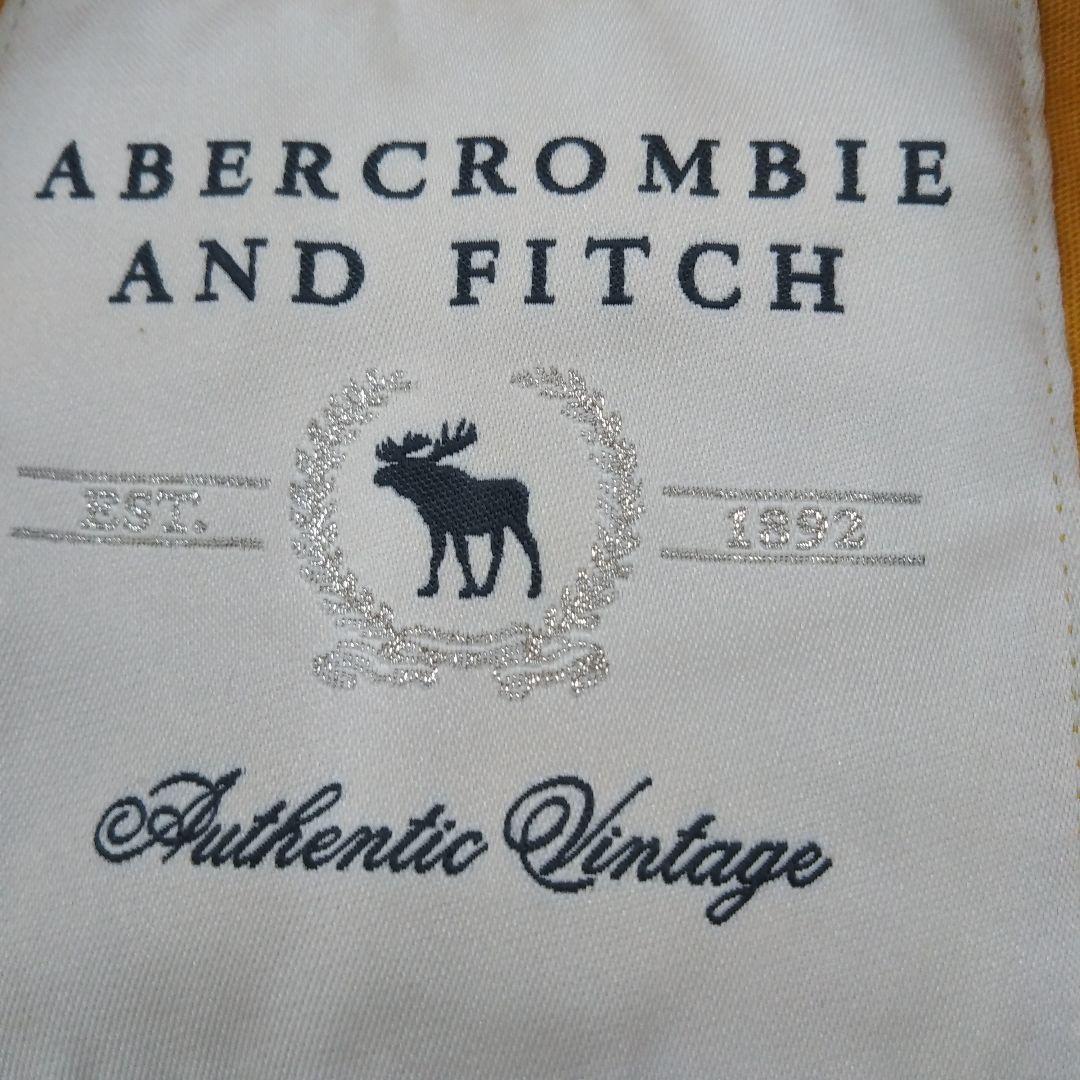 ABERCROMBIE
AND FITCH
EST. 1892
Authentic Vintage